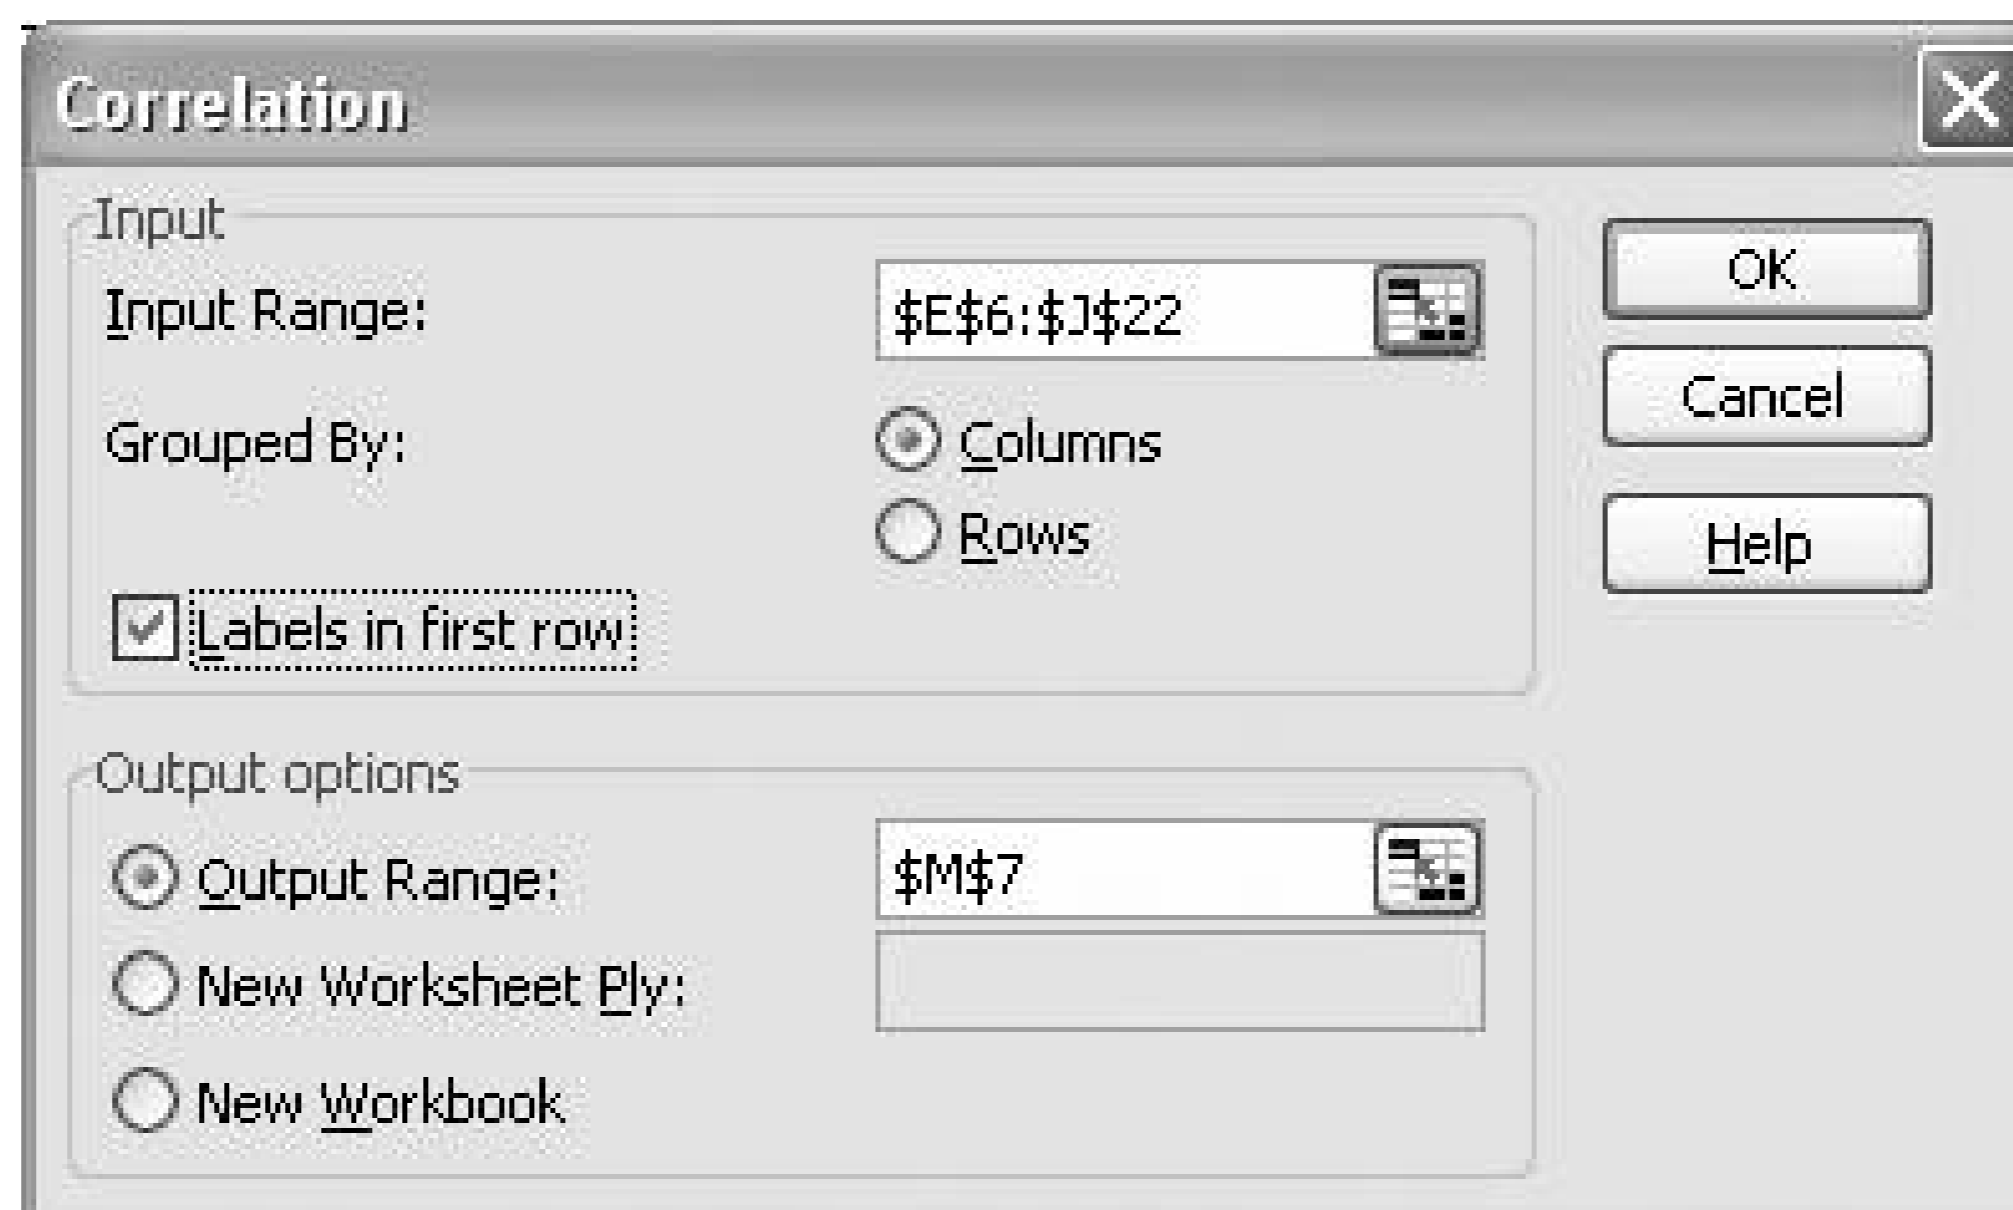 Correlation
Input
Input Range: $E$6:$J$22
Grouped By: Columns
Rows
Labels in first row
OK
Cancel
Help
Output options
Output Range: $M$7
New Worksheet Ply:
New Workbook